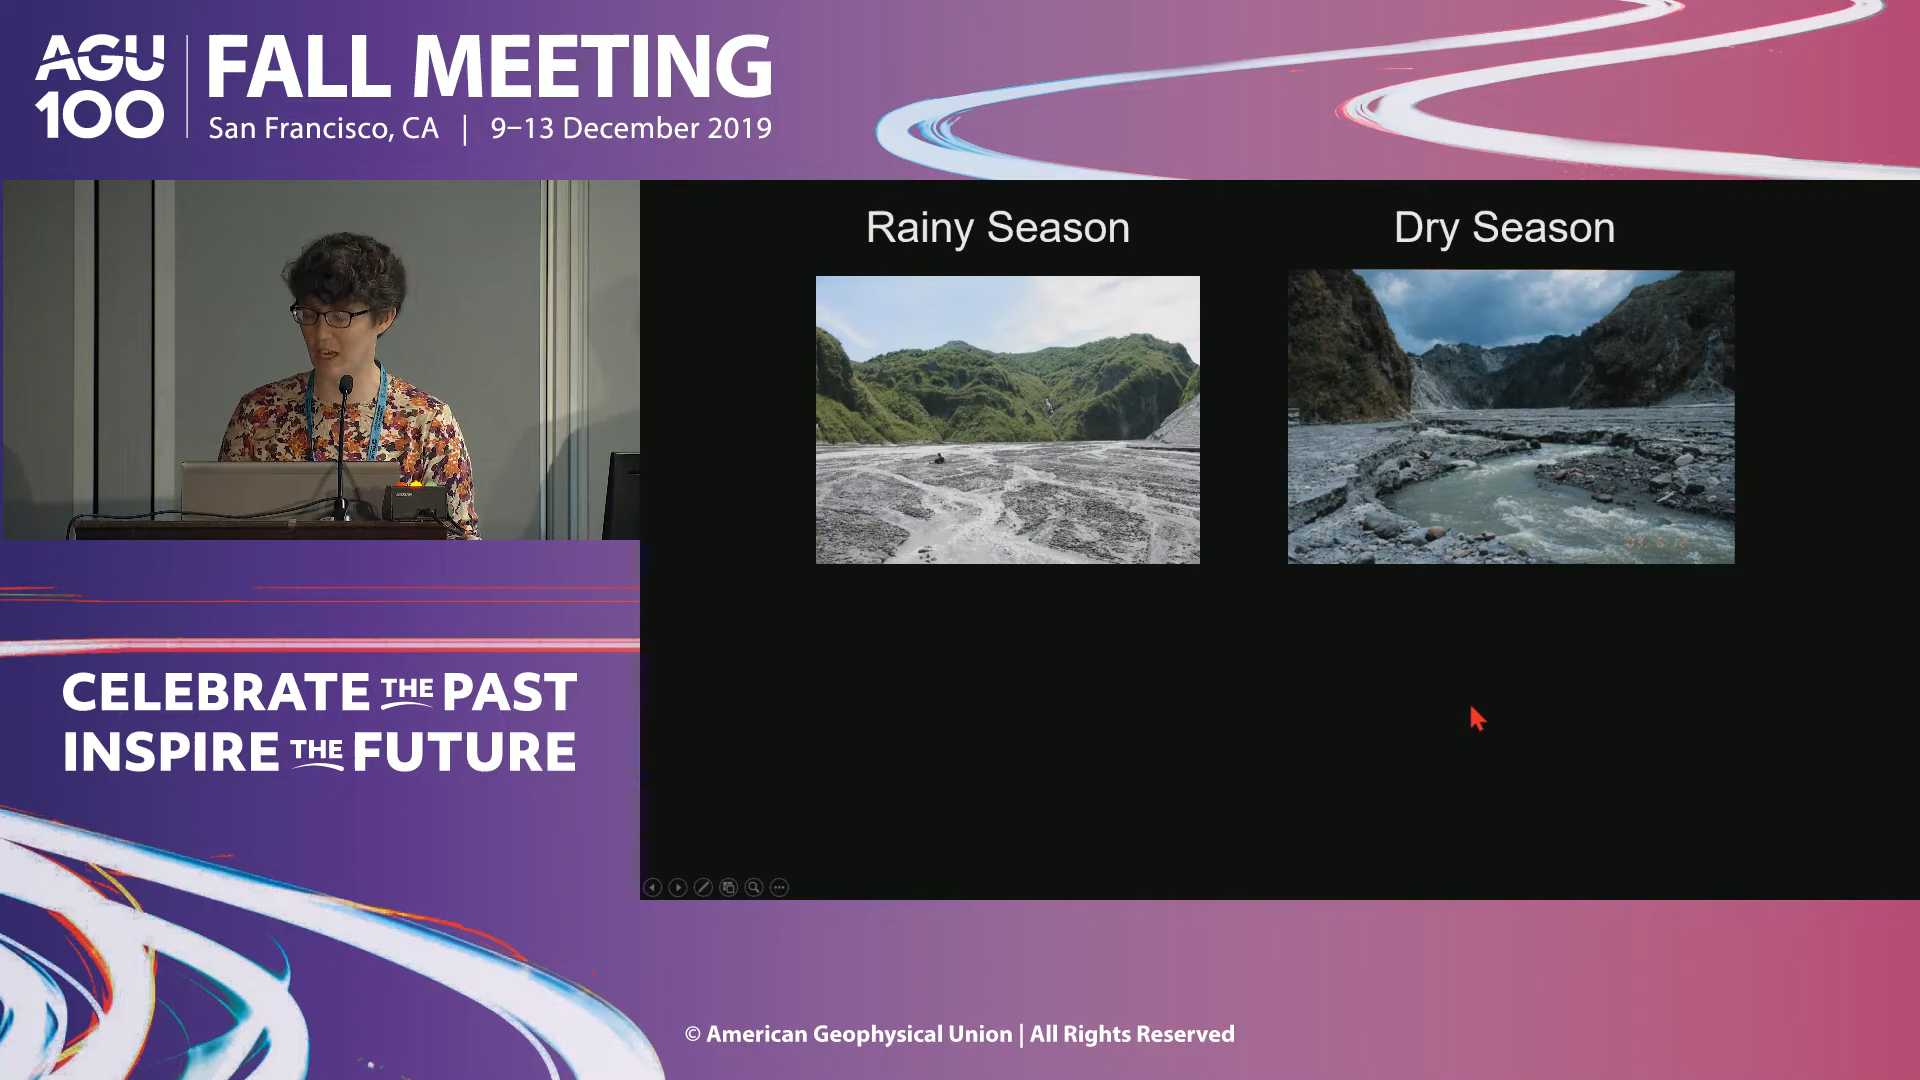 AGU
100
FALL MEETING
San Francisco, CA | 9–13 December 2019
Rainy Season
Dry Season
CELEBRATE THE PAST
INSPIRE THE FUTURE
© American Geophysical Union | All Rights Reserved